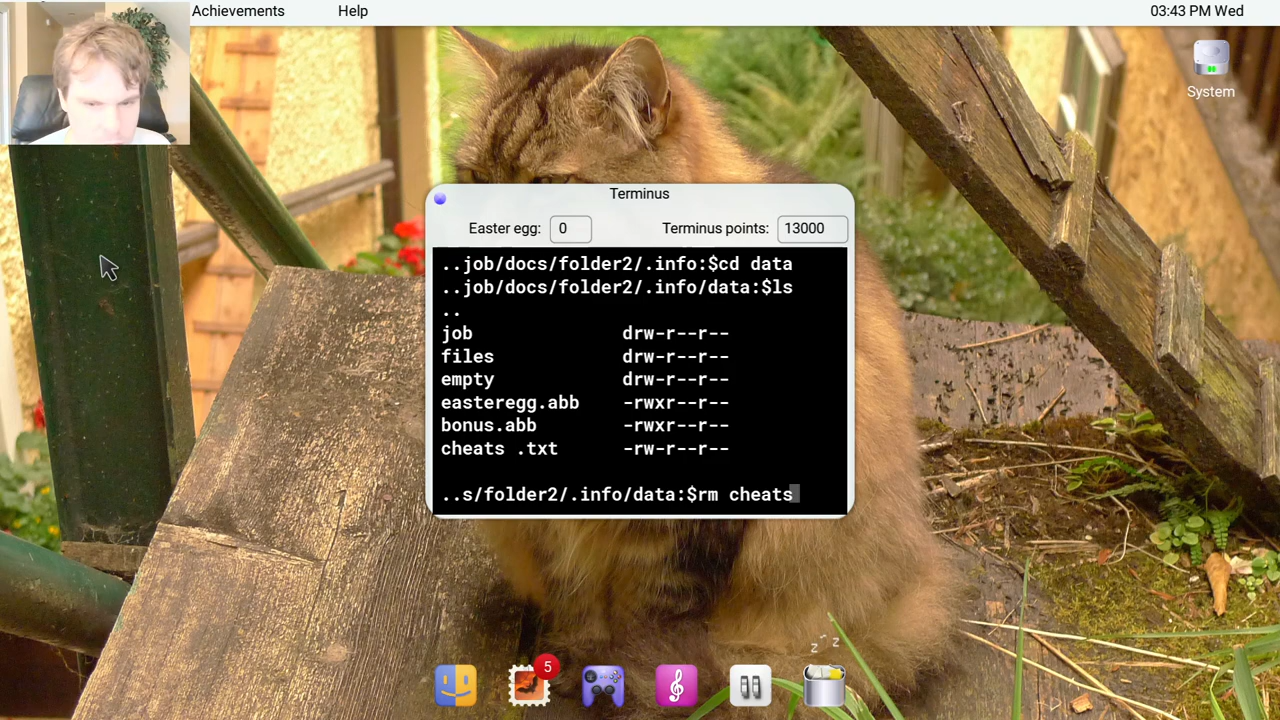 Achievements Help 03:43 PM Wed
System
Terminus
Easter egg: 0 Terminus points: 13000
..job/docs/folder2/.info:$cd data
..job/docs/folder2/.info/data:$ls
..
job drw-r--r--
files drw-r--r--
empty drw-r--r--
easteregg.abb -rwxr--r--
bonus.abb -rwxr--r--
cheats .txt -rw-r--r--
..s/folder2/.info/data:$rm cheats
z z z
5